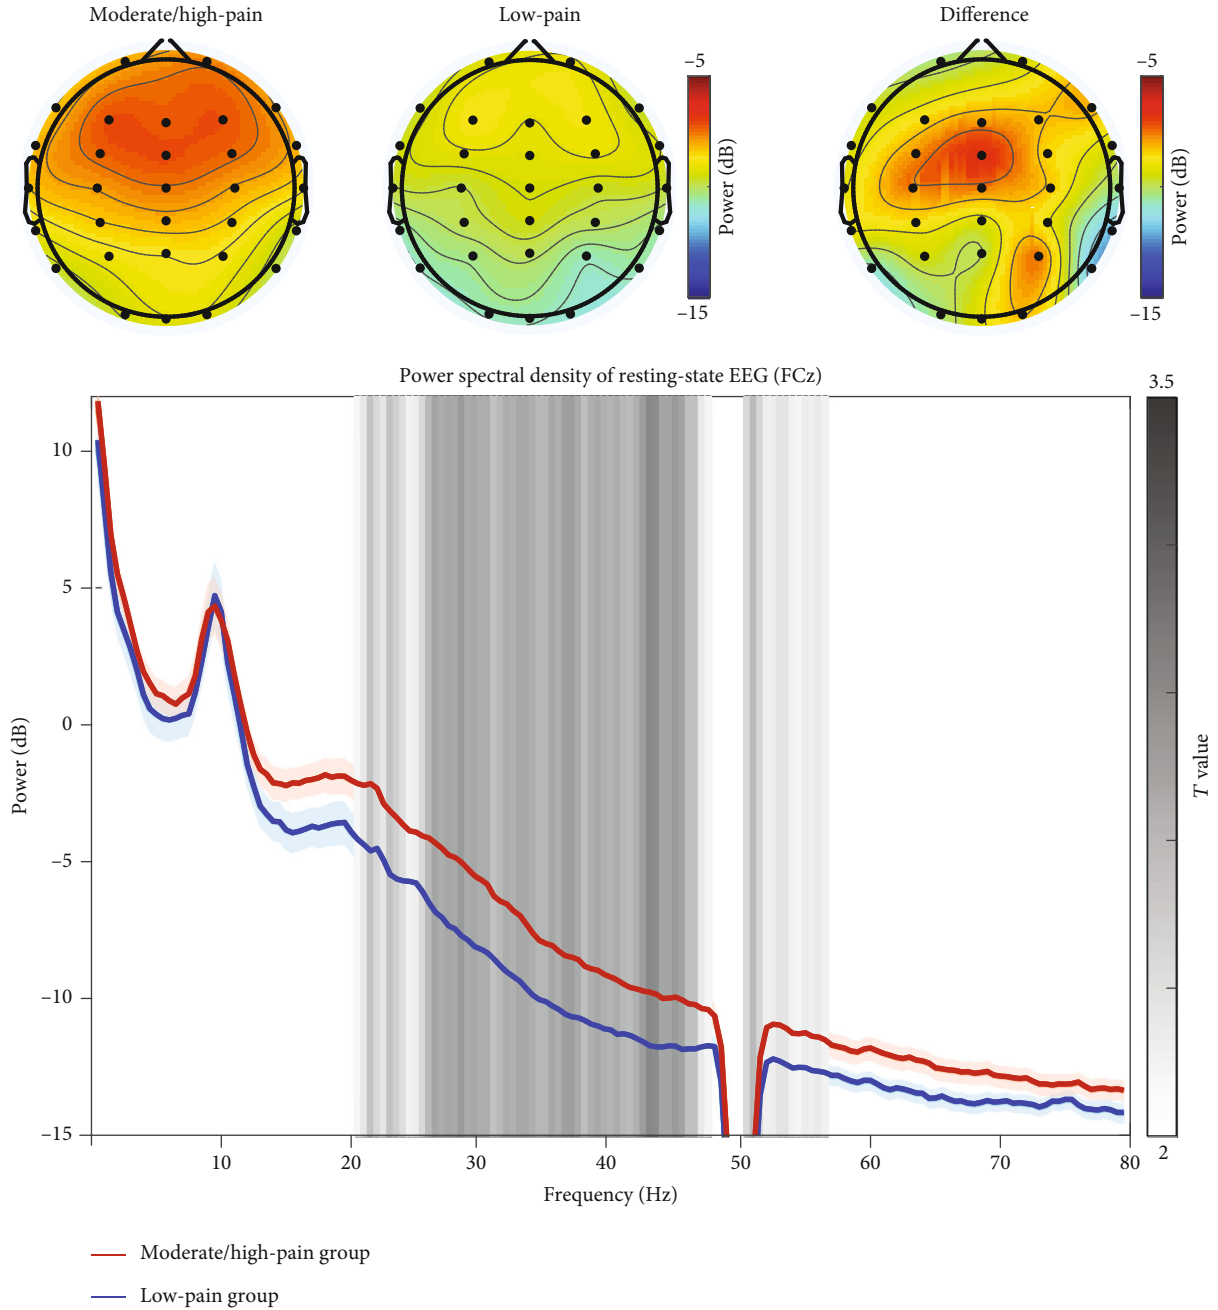 Moderate/high-pain
Low-pain
Difference
−5
Power (dB)
−15
−5
Power (dB)
−15
Power spectral density of resting-state EEG (FCz)
3.5
T value
2
10
5
0
−5
−10
−15
Power (dB)
10 20 30 40 50 60 70 80
Frequency (Hz)
Moderate/high-pain group
Low-pain group